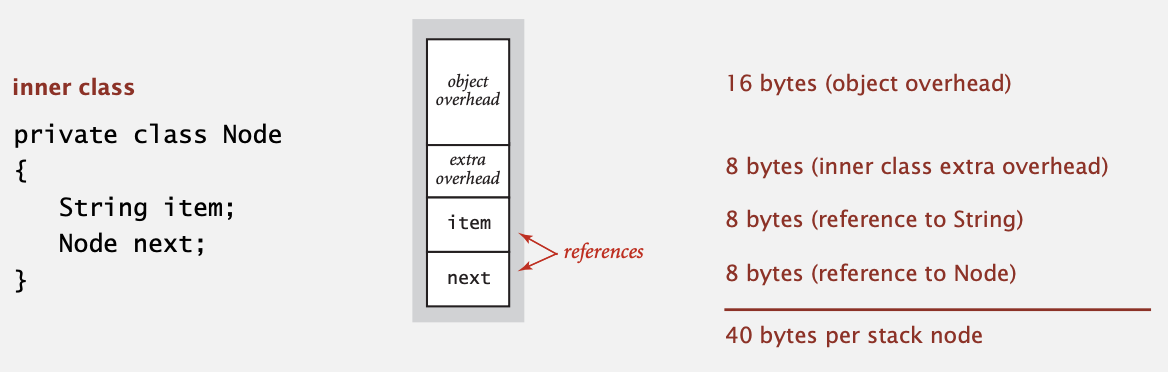 inner class
private class Node
{
String item;
Node next;
}
object
overhead
extra
overhead
item
next
references
16 bytes (object overhead)
8 bytes (inner class extra overhead)
8 bytes (reference to String)
8 bytes (reference to Node)
40 bytes per stack node